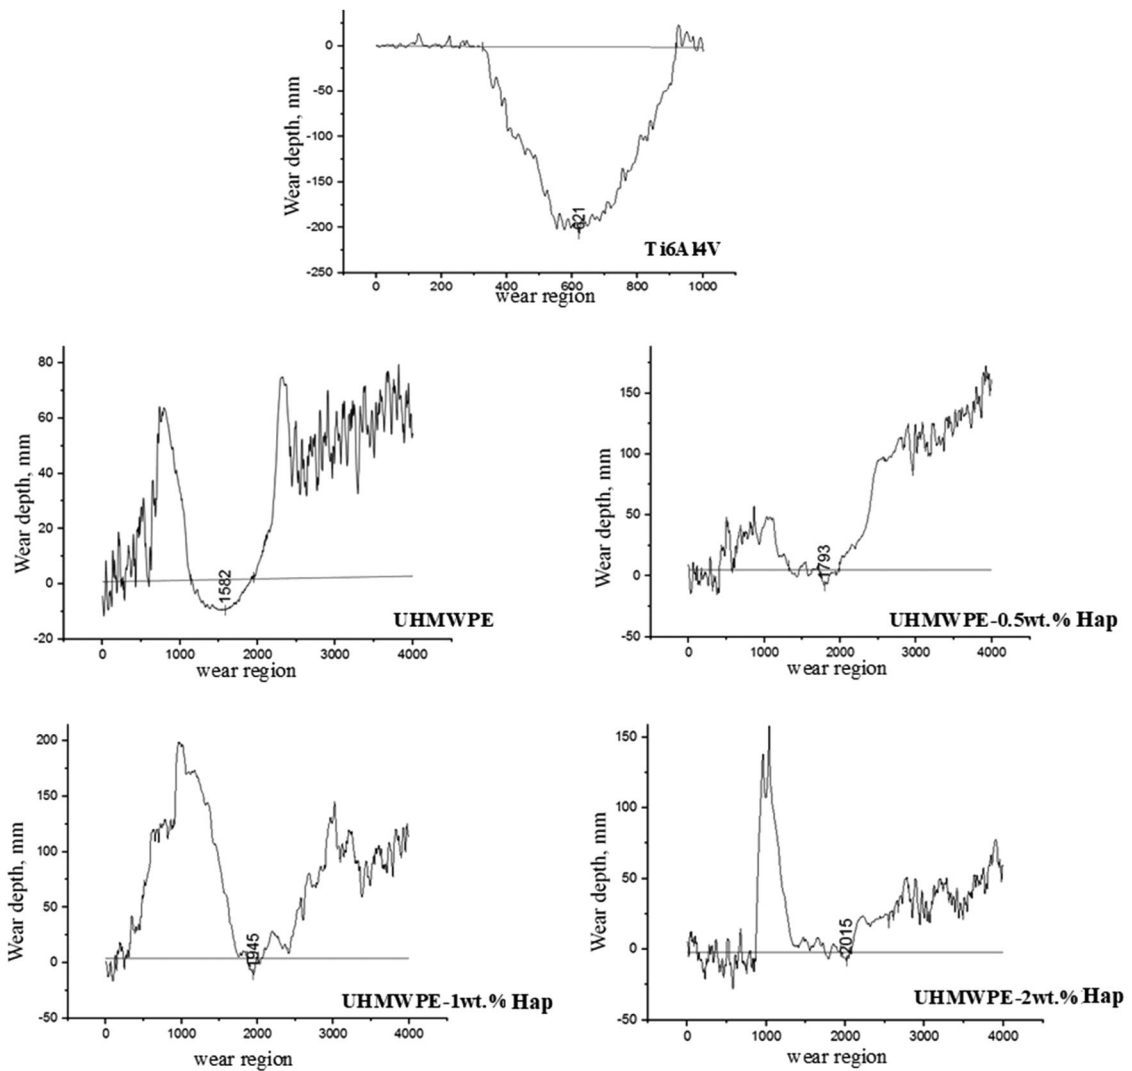 0
-50
-100
-150
-200
-250
Wear depth, mm
621
Ti6Al4V
0 200 400 600 800 1000
wear region
80
60
40
20
0
-20
Wear depth, mm
1582
UHMWPE
0 1000 2000 3000 4000
wear region
150
100
50
0
-50
Wear depth, mm
1793
UHMWPE-0.5wt.% Hap
0 1000 2000 3000 4000
wear region
200
150
100
50
0
-50
Wear depth, mm
1945
UHMWPE-1wt.% Hap
0 1000 2000 3000 4000
wear region
150
100
50
0
-50
Wear depth, mm
2015
UHMWPE-2wt.% Hap
0 1000 2000 3000 4000
wear region